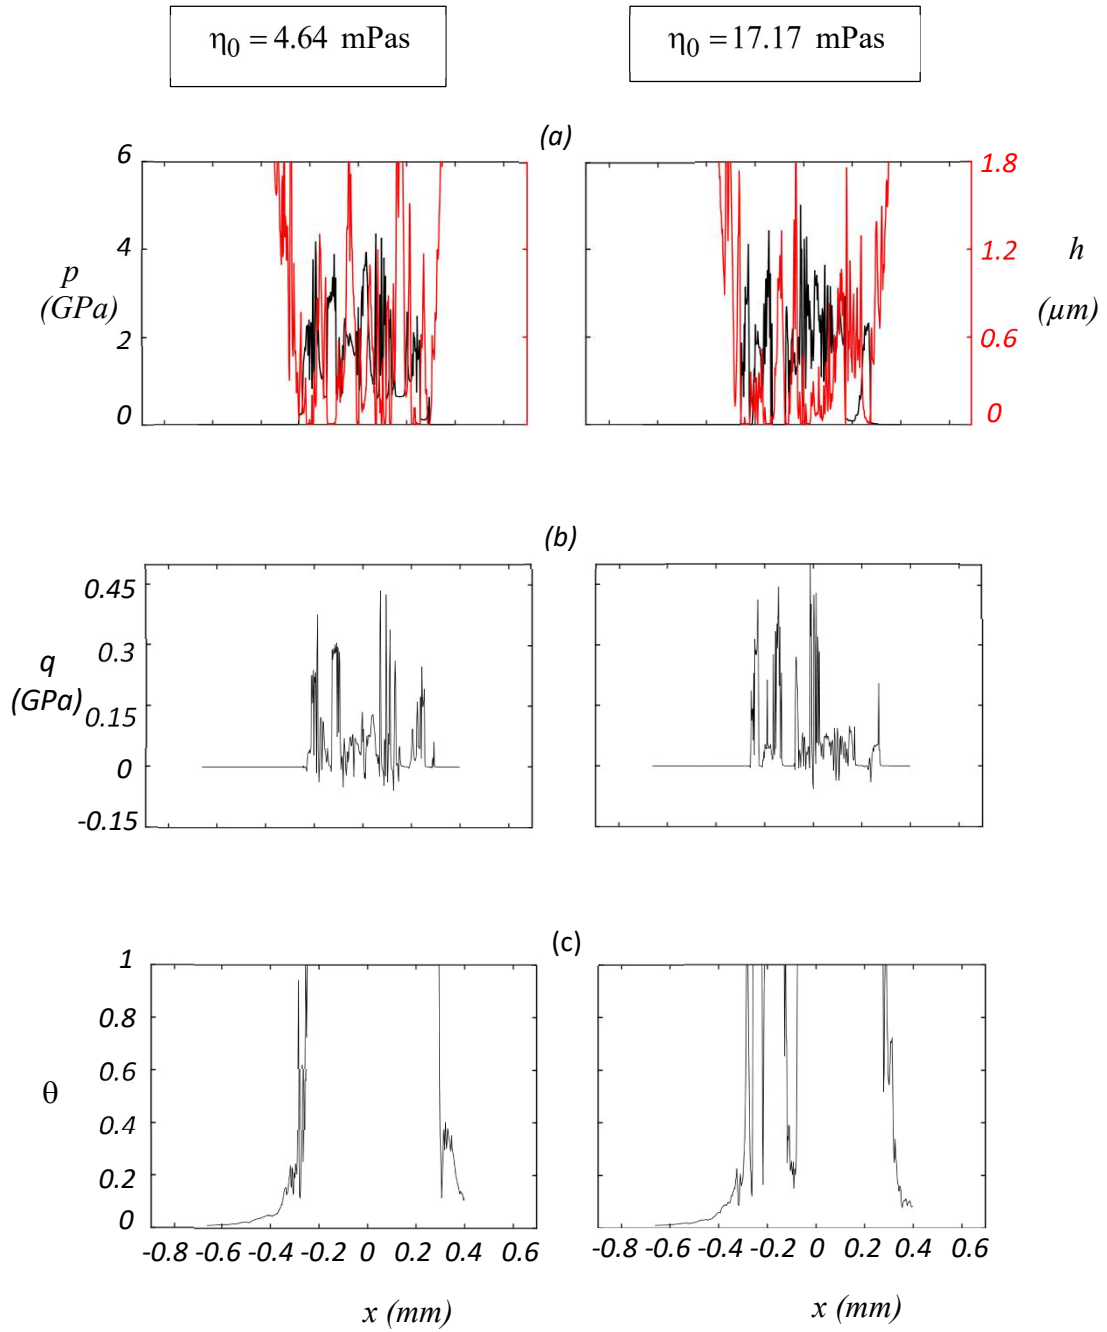 η0 = 4.64 mPas
η0 = 17.17 mPas
(a)
6
4
2
0
p
(GPa)
1.8
1.2
0.6
0
h
(μm)
(b)
0.45
0.3
0.15
0
-0.15
q
(GPa)
(c)
1
0.8
0.6
0.4
0.2
0
θ
-0.8 -0.6 -0.4 -0.2 0 0.2 0.4 0.6
-0.8 -0.6 -0.4 -0.2 0 0.2 0.4 0.6
x (mm)
x (mm)